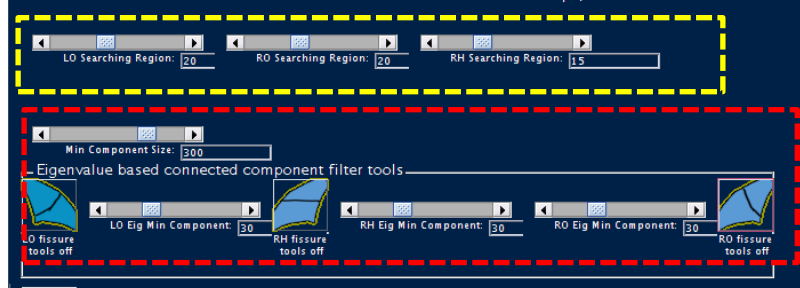 LO Searching Region: 20 RO Searching Region: 20 RH Searching Region: 15
Min Component Size: 300
Eigenvalue based connected component filter tools
LO Eig Min Component: 30 RH Eig Min Component: 30 RO Eig Min Component: 30
LO fissure RH fissure RO fissure
tools off tools off tools off